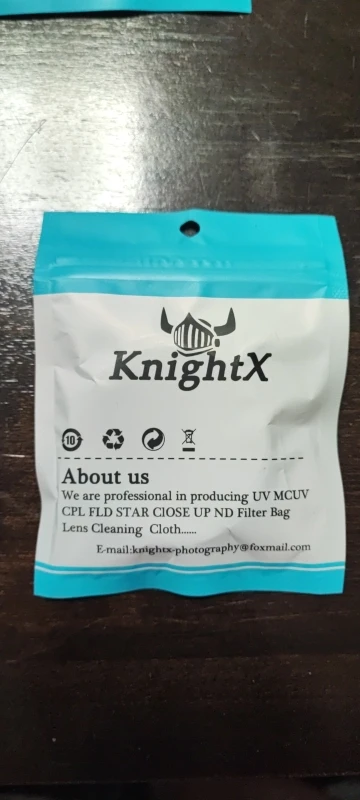 KnightX
10
About us
We are professional in producing UV MCUV
CPL FLD STAR ClOSE UP ND Filter Bag
Lens Cleaning Cloth......
E-mail:knightx-photography@foxmail.com